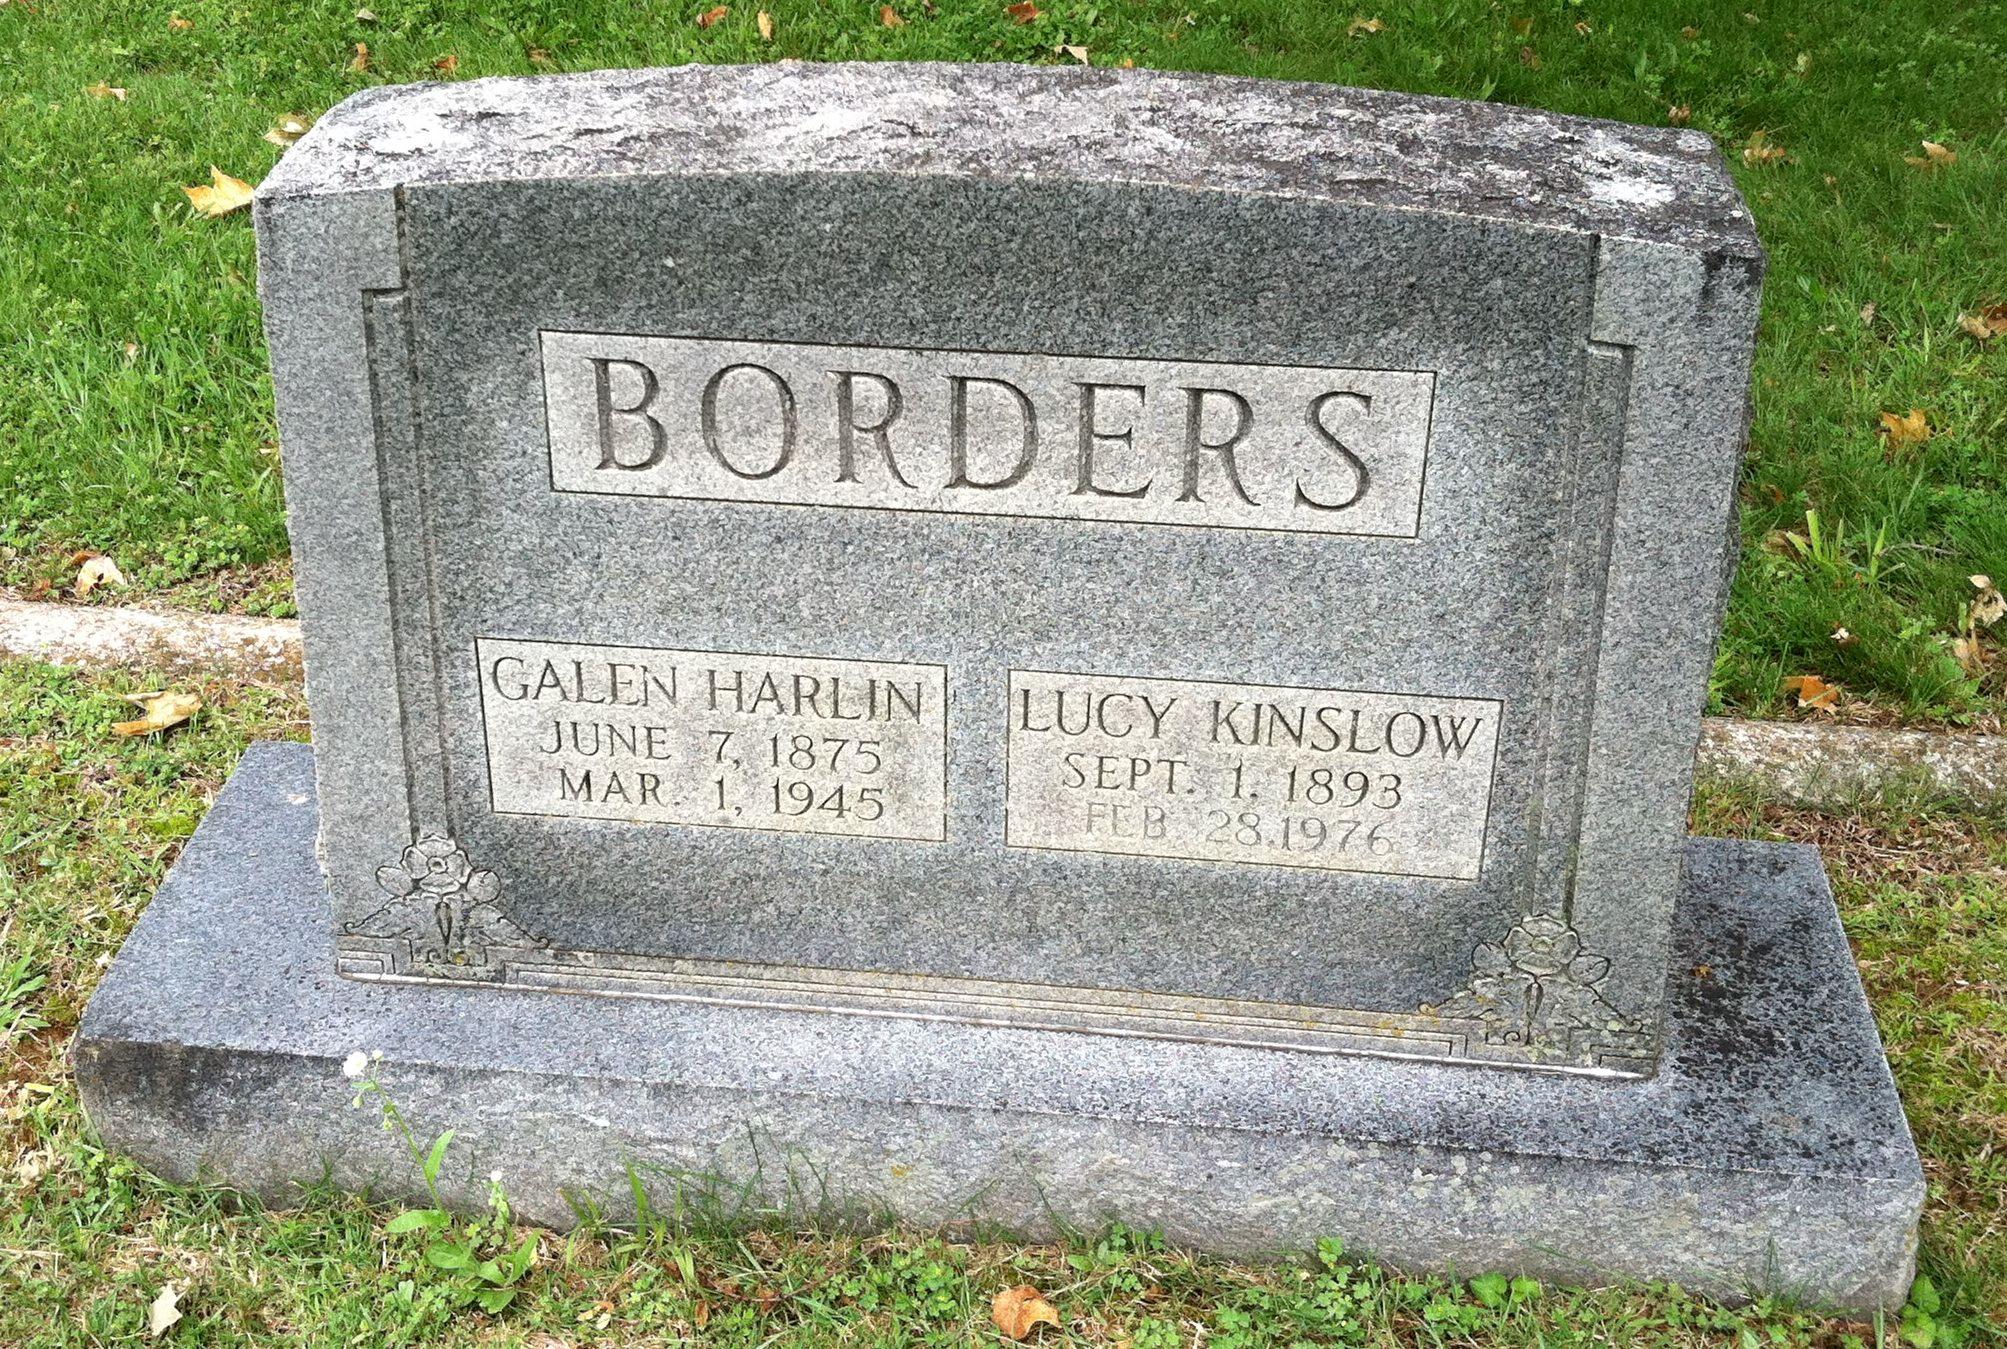 BORDERS
GALEN HARLIN
JUNE 7, 1875
MAR. 1, 1945
LUCY KINSLOW
SEPT. 1. 1893
FEB. 28.1976